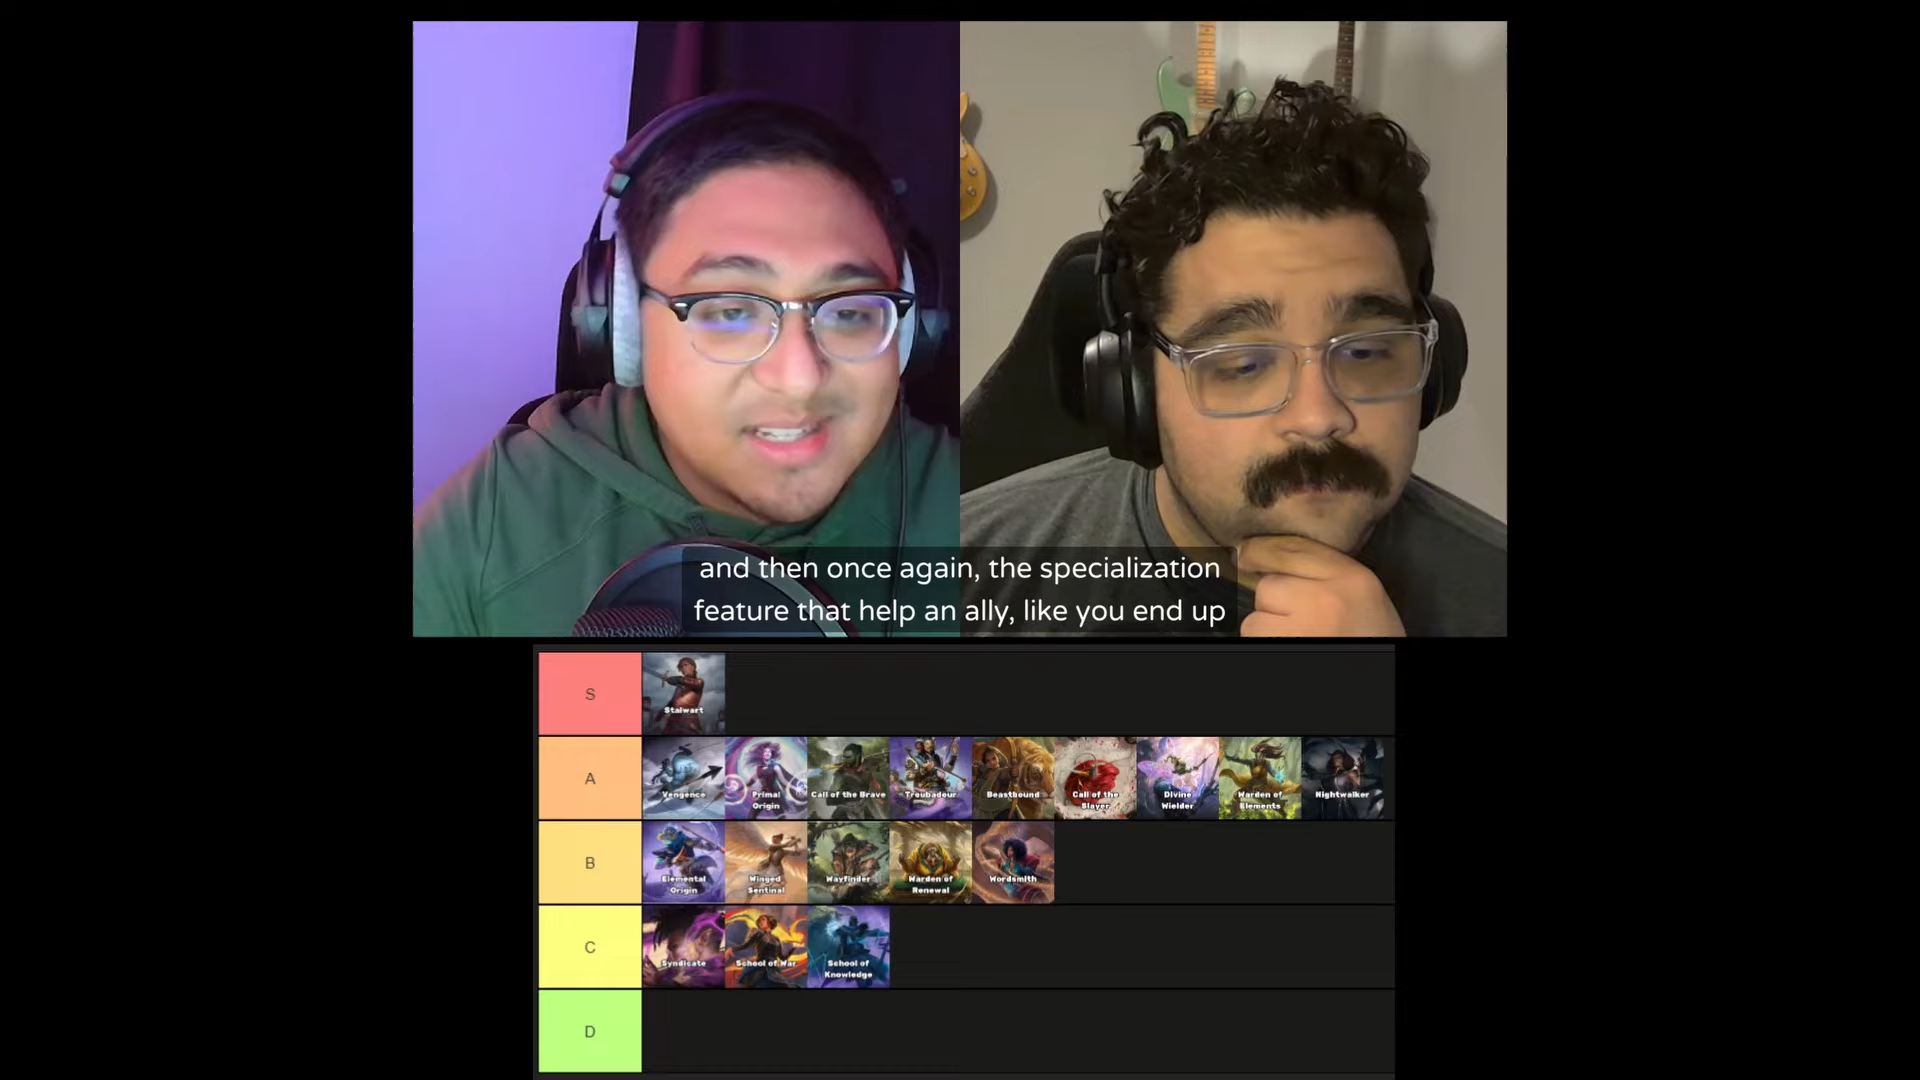 and then once again, the specialization
feature that help an ally, like you end up
S
Stalwart
A
Vengence
Primal
Origin
Call of the Brave
Troubadour
Beastbound
Call of the
Slayer
Divine
Wielder
Warden of
Elements
Nightwalker
B
Elemental
Origin
Winged
Sentinal
Wayfinder
Warden of
Renewal
Wordsmith
C
Syndicate
School of War
School of
Knowledge
D